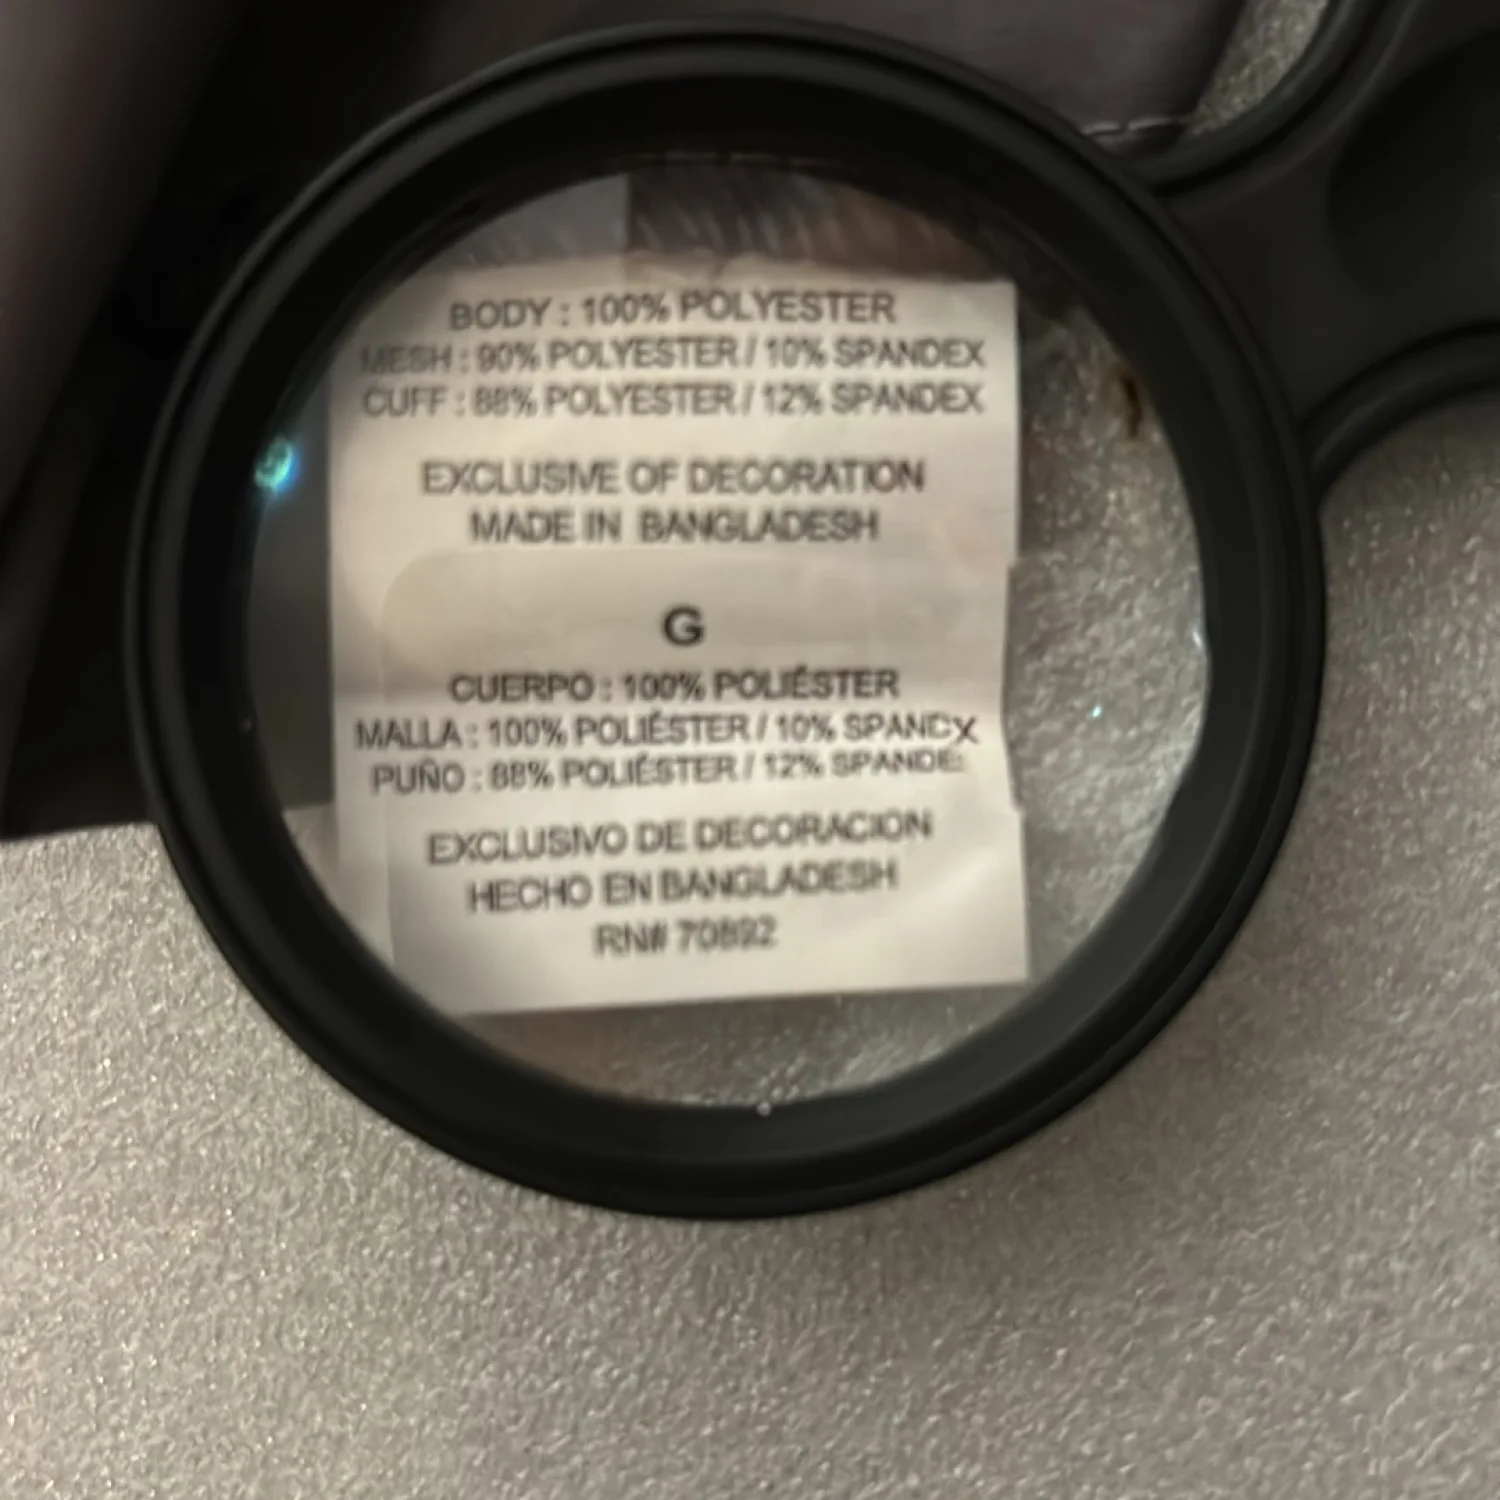 BODY : 100% POLYESTER
MESH : 90% POLYESTER / 10% SPANDEX
CUFF : 88% POLYESTER / 12% SPANDEX
EXCLUSIVE OF DECORATION
MADE IN BANGLADESH
G
CUERPO : 100% POLIÉSTER
MALLA : 100% POLIÉSTER / 10% SPANDX
PUÑO : 88% POLIÉSTER / 12% SPANDE
EXCLUSIVO DE DECORACION
HECHO EN BANGLADESH
RN# 70892